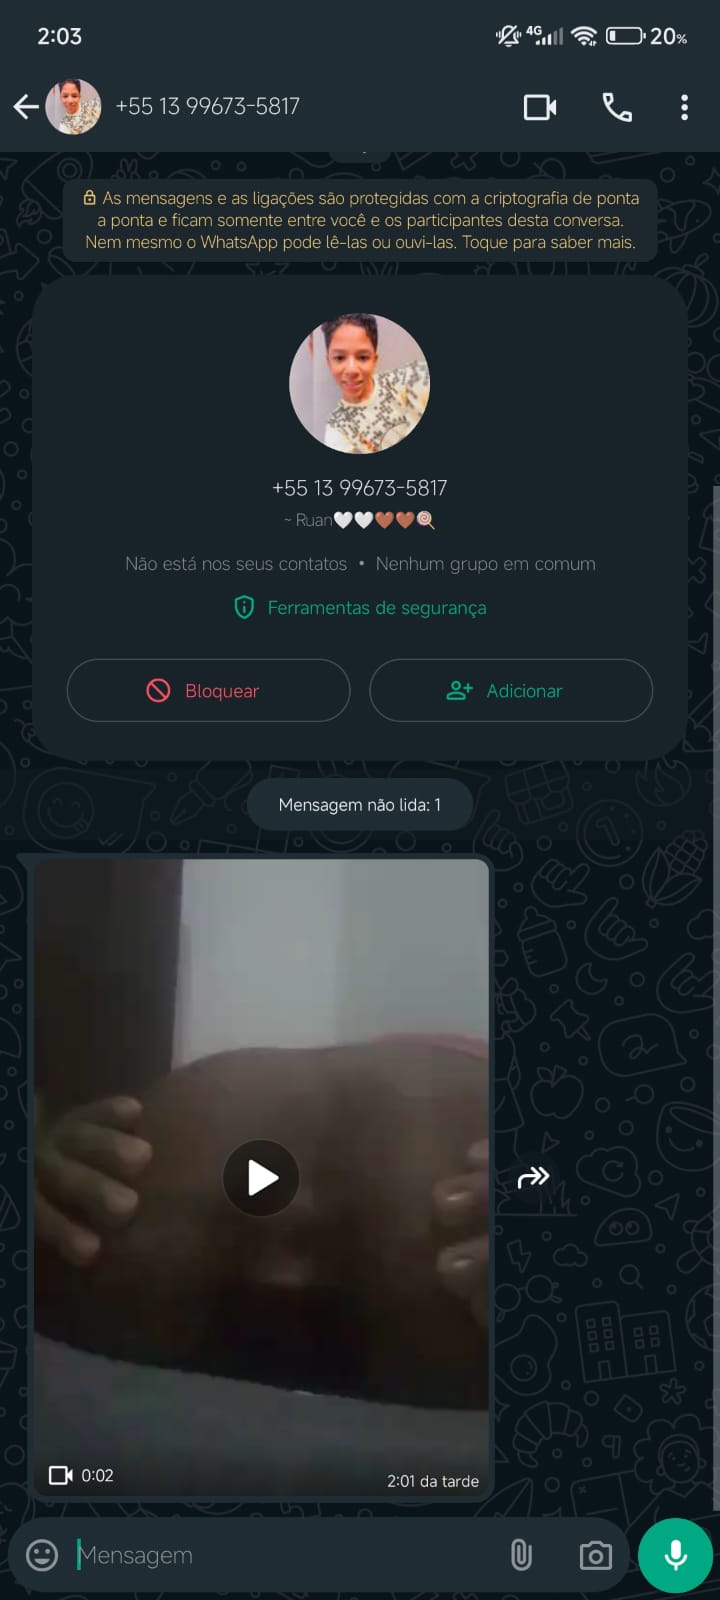 2:03
4G
20%
+55 13 99673-5817
As mensagens e as ligações são protegidas com a criptografia de ponta
a ponta e ficam somente entre você e os participantes desta conversa.
Nem mesmo o WhatsApp pode lê-las ou ouvi-las. Toque para saber mais.
+55 13 99673-5817
~ Ruan🤍🤍🤎🤎🍭
Não está nos seus contatos • Nenhum grupo em comum
Ferramentas de segurança
Bloquear
Adicionar
Mensagem não lida: 1
0:02
2:01 da tarde
Mensagem